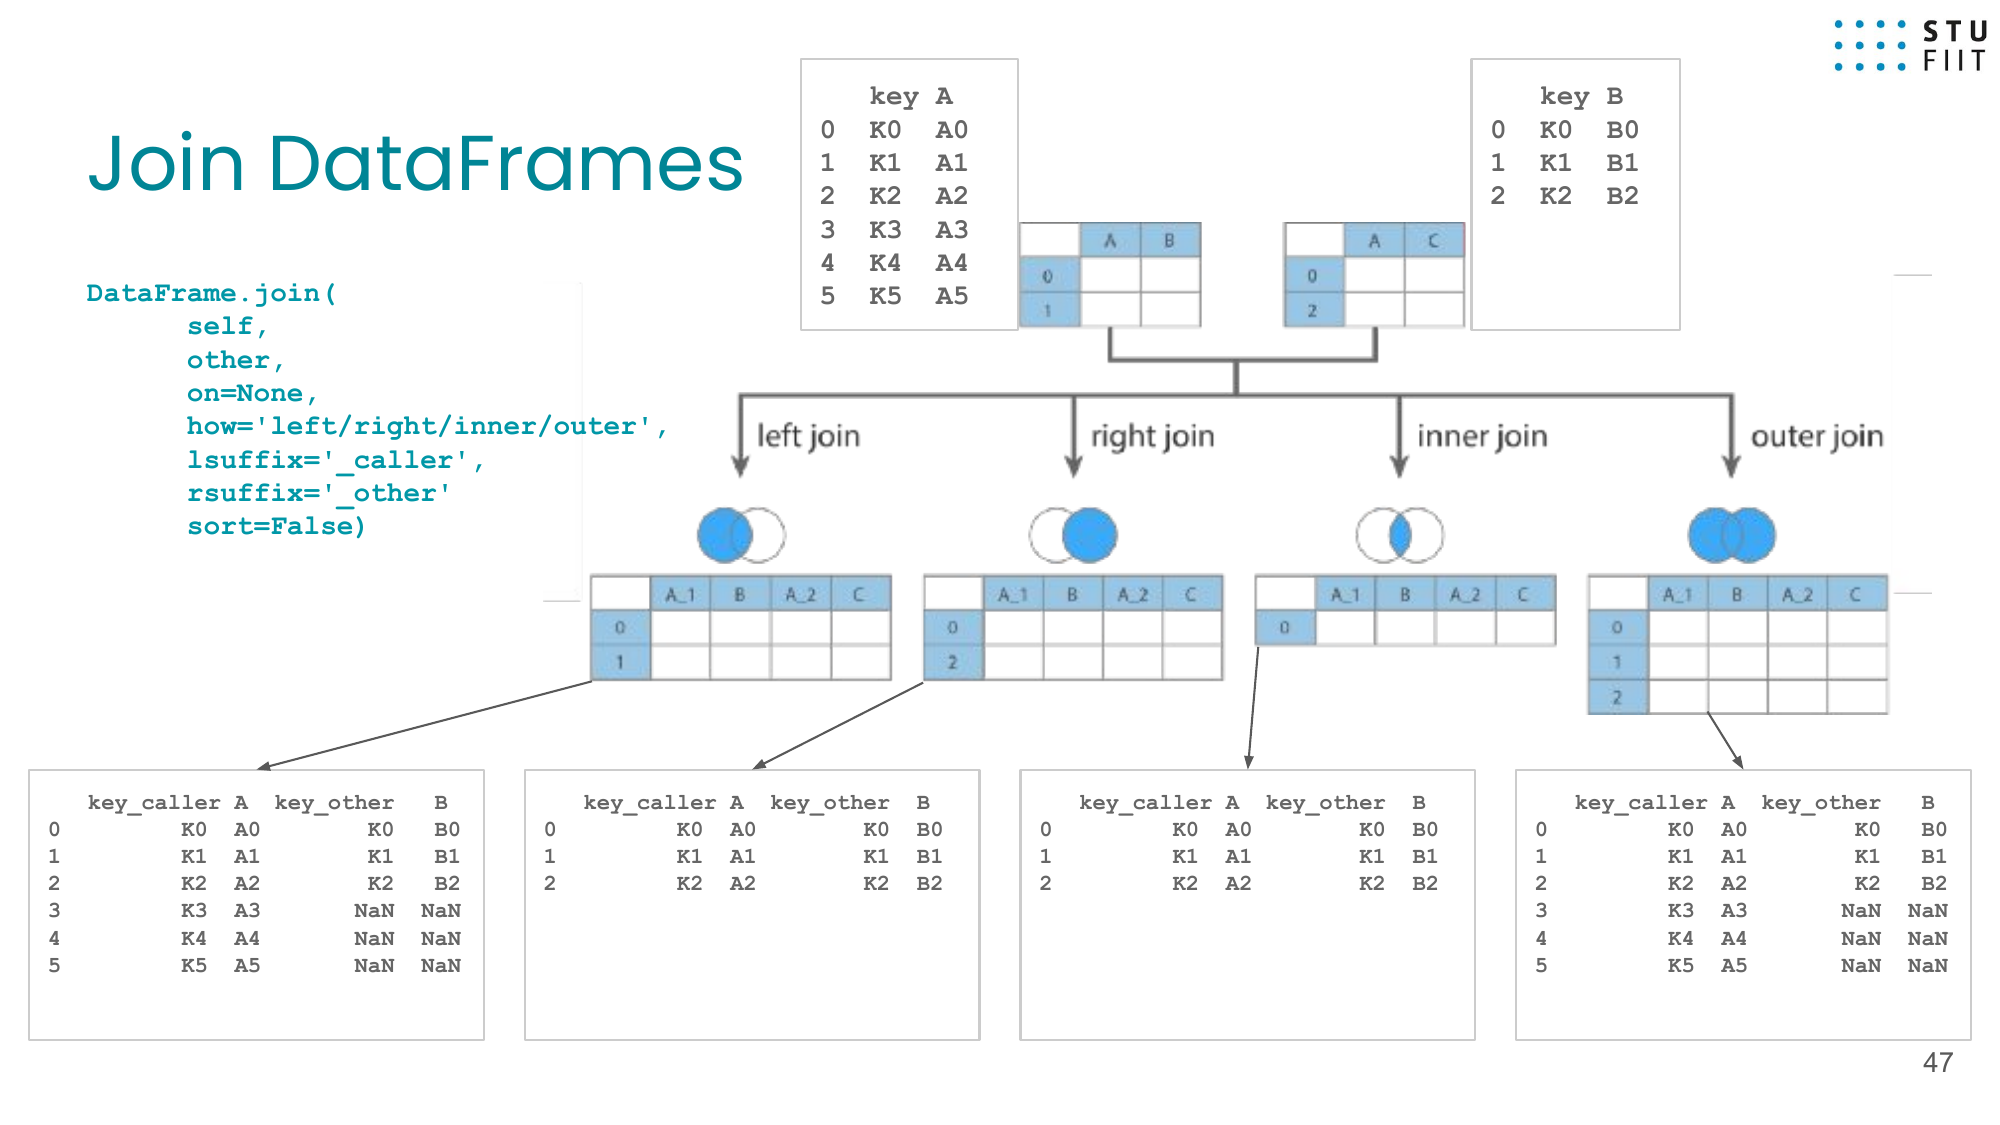 STU
FIIT
Join DataFrames
key A
0 K0 A0
1 K1 A1
2 K2 A2
3 K3 A3
4 K4 A4
5 K5 A5
key B
0 K0 B0
1 K1 B1
2 K2 B2
A B
0
1
A C
0
2
DataFrame.join(
self,
other,
on=None,
how='left/right/inner/outer',
lsuffix='_caller',
rsuffix='_other'
sort=False)
left join
right join
inner join
outer join
A_1 B A_2 C
0
1
A_1 B A_2 C
0
2
A_1 B A_2 C
0
A_1 B A_2 C
0
1
2
key_caller A key_other B
0 K0 A0 K0 B0
1 K1 A1 K1 B1
2 K2 A2 K2 B2
3 K3 A3 NaN NaN
4 K4 A4 NaN NaN
5 K5 A5 NaN NaN
key_caller A key_other B
0 K0 A0 K0 B0
1 K1 A1 K1 B1
2 K2 A2 K2 B2
key_caller A key_other B
0 K0 A0 K0 B0
1 K1 A1 K1 B1
2 K2 A2 K2 B2
key_caller A key_other B
0 K0 A0 K0 B0
1 K1 A1 K1 B1
2 K2 A2 K2 B2
3 K3 A3 NaN NaN
4 K4 A4 NaN NaN
5 K5 A5 NaN NaN
47